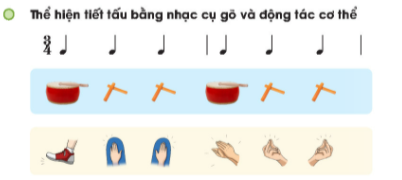 Thể hiện tiết tấu bằng nhạc cụ gõ và động tác cơ thể
3
4